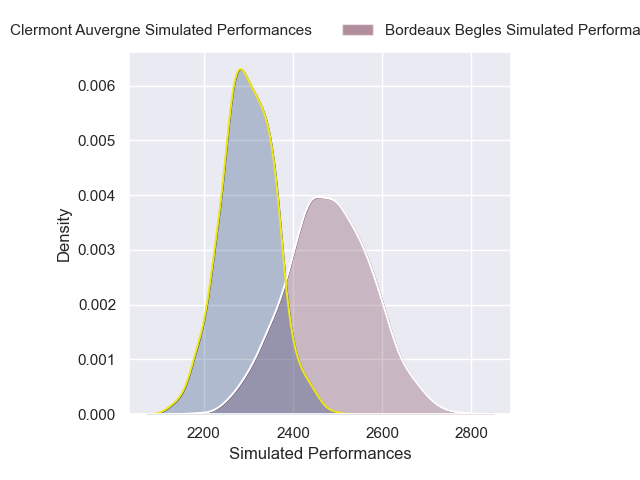 Clermont Auvergne Simulated Performances Bordeaux Begles Simulated Performa
0.006
0.005
0.004
0.003
0.002
0.001
0.000
Density
2200 2400 2600 2800
Simulated Performances